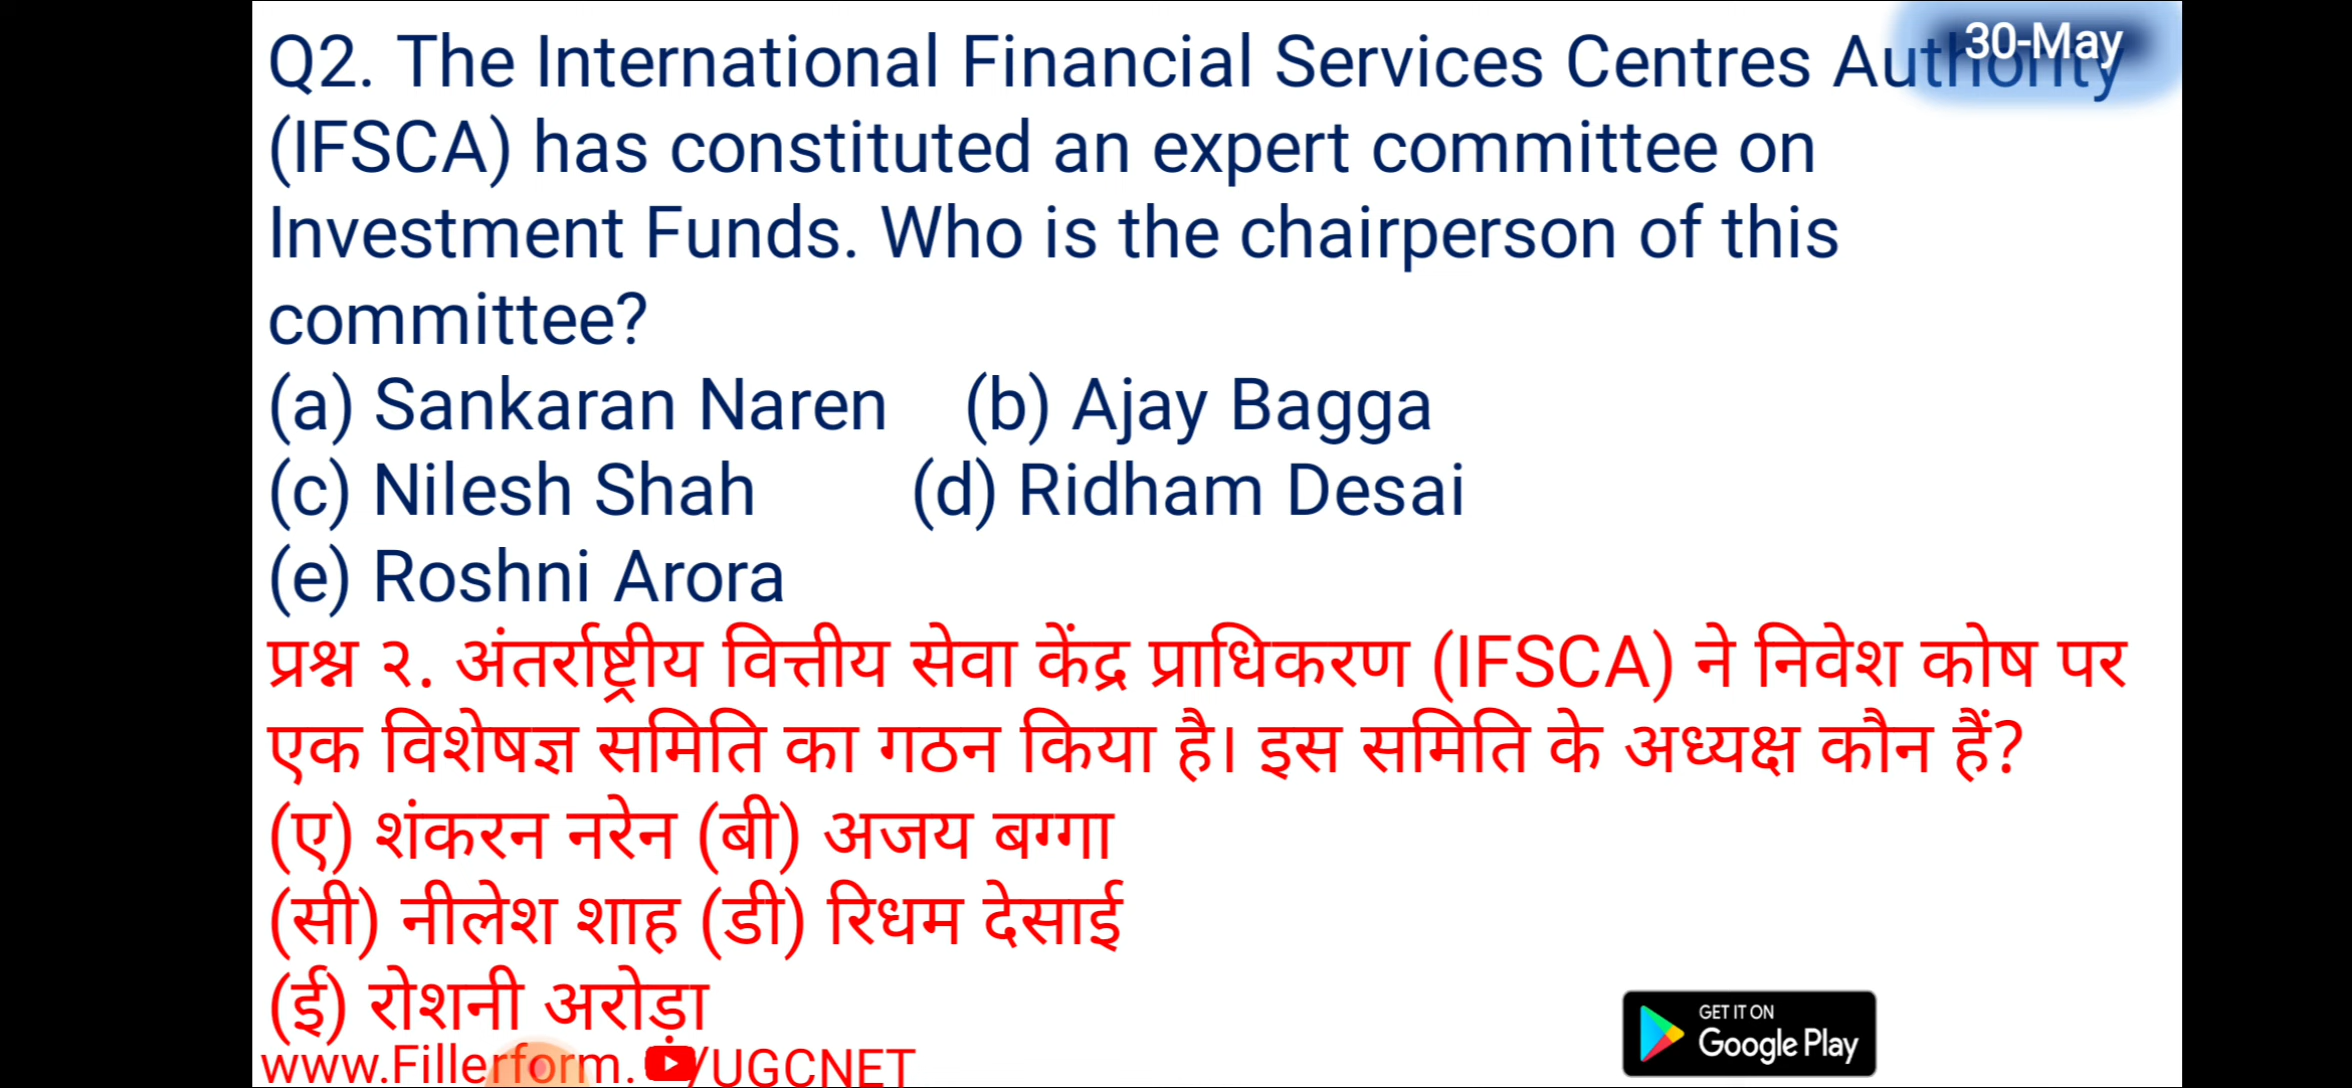 Q2. The International Financial Services Centres Authority
30-May
(IFSCA) has constituted an expert committee on
Investment Funds. Who is the chairperson of this
committee?
(a) Sankaran Naren (b) Ajay Bagga
(c) Nilesh Shah (d) Ridham Desai
(e) Roshni Arora
प्रश्न २. अंतर्राष्ट्रीय वित्तीय सेवा केंद्र प्राधिकरण (IFSCA) ने निवेश कोष पर
एक विशेषज्ञ समिति का गठन किया है। इस समिति के अध्यक्ष कौन हैं?
(ए) शंकरन नरेन (बी) अजय बग्गा
(सी) नीलेश शाह (डी) रिधम देसाई
(ई) रोशनी अरोड़ा
www.Fillerform. /UGCNET
GET IT ON
Google Play